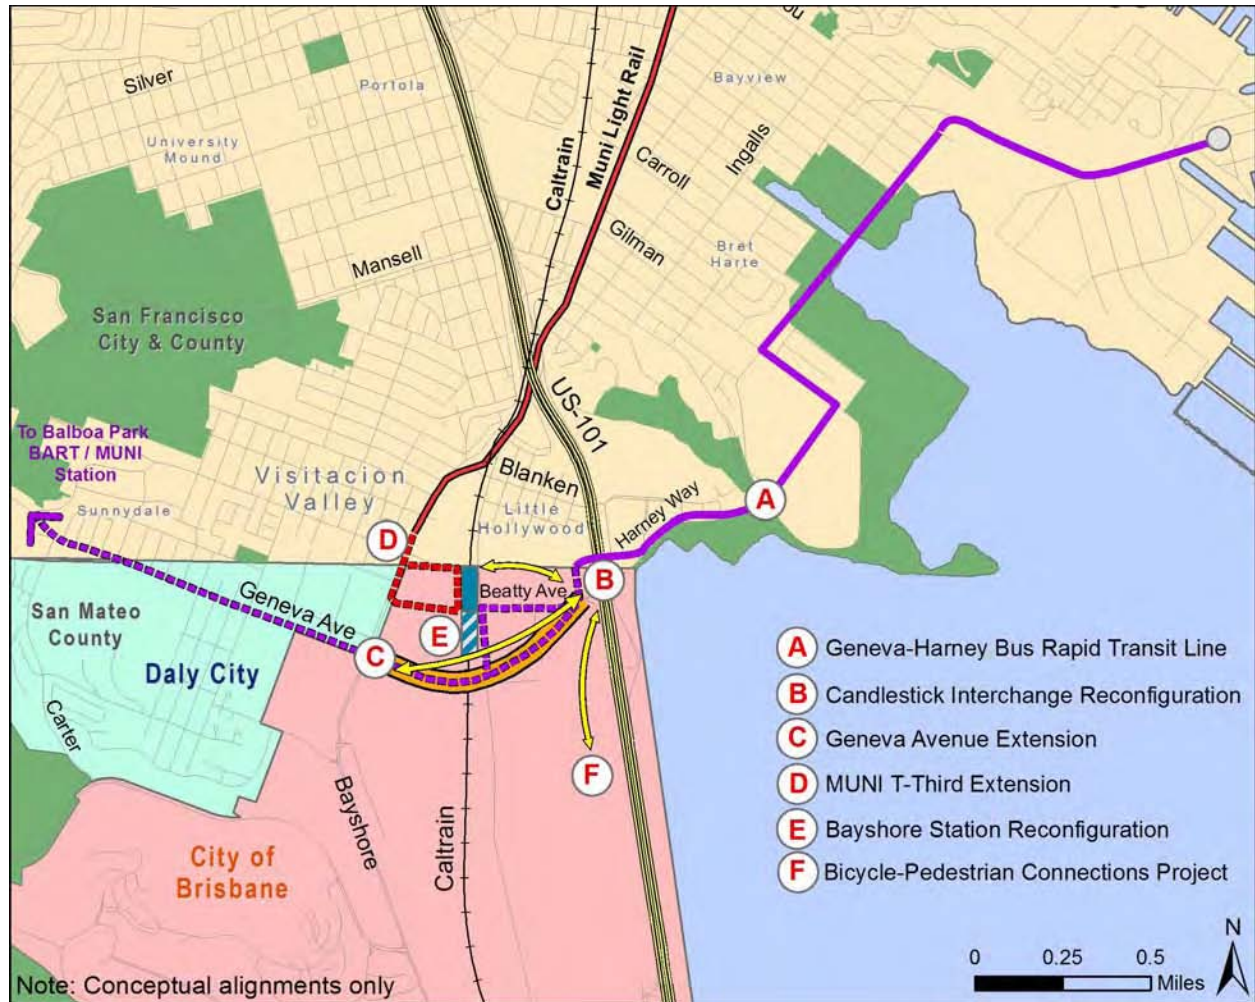 Silver
Portola
University
Mound
Caltrain
Muni Light Rail
Bayview
Ingalls
Carroll
Gilman
Bret
Harte
Mansell
San Francisco
City & County
US-101
To Balboa Park
BART / MUNI
Station
Visitacion
Valley
Blanken
Little
Hollywood
Harney Way
A
Sunnydale
D
B
Beatty Ave
Geneva Ave
San Mateo
County
E
C
Daly City
Carter
F
Bayshore
Caltrain
City of
Brisbane
A Geneva-Harney Bus Rapid Transit Line
B Candlestick Interchange Reconfiguration
C Geneva Avenue Extension
D MUNI T-Third Extension
E Bayshore Station Reconfiguration
F Bicycle-Pedestrian Connections Project
N
0 0.25 0.5
Miles
Note: Conceptual alignments only